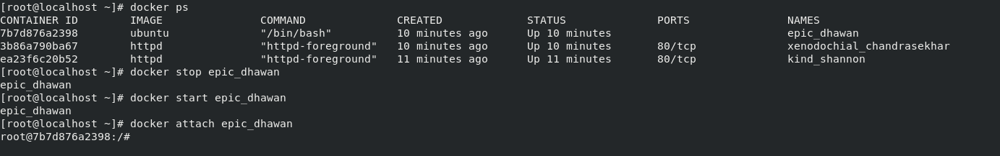 [root@localhost ~]# docker ps
CONTAINER ID        IMAGE               COMMAND              CREATED             STATUS              PORTS               NAMES
7b7d876a2398        ubuntu              "/bin/bash"          10 minutes ago      Up 10 minutes                           epic_dhawan
3b86a790ba67        httpd               "httpd-foreground"   10 minutes ago      Up 10 minutes       80/tcp              xenodochial_chandrasekhar
ea23f6c20b52        httpd               "httpd-foreground"   11 minutes ago      Up 11 minutes       80/tcp              kind_shannon
[root@localhost ~]# docker stop epic_dhawan
epic_dhawan
[root@localhost ~]# docker start epic_dhawan
epic_dhawan
[root@localhost ~]# docker attach epic_dhawan
root@7b7d876a2398:/#